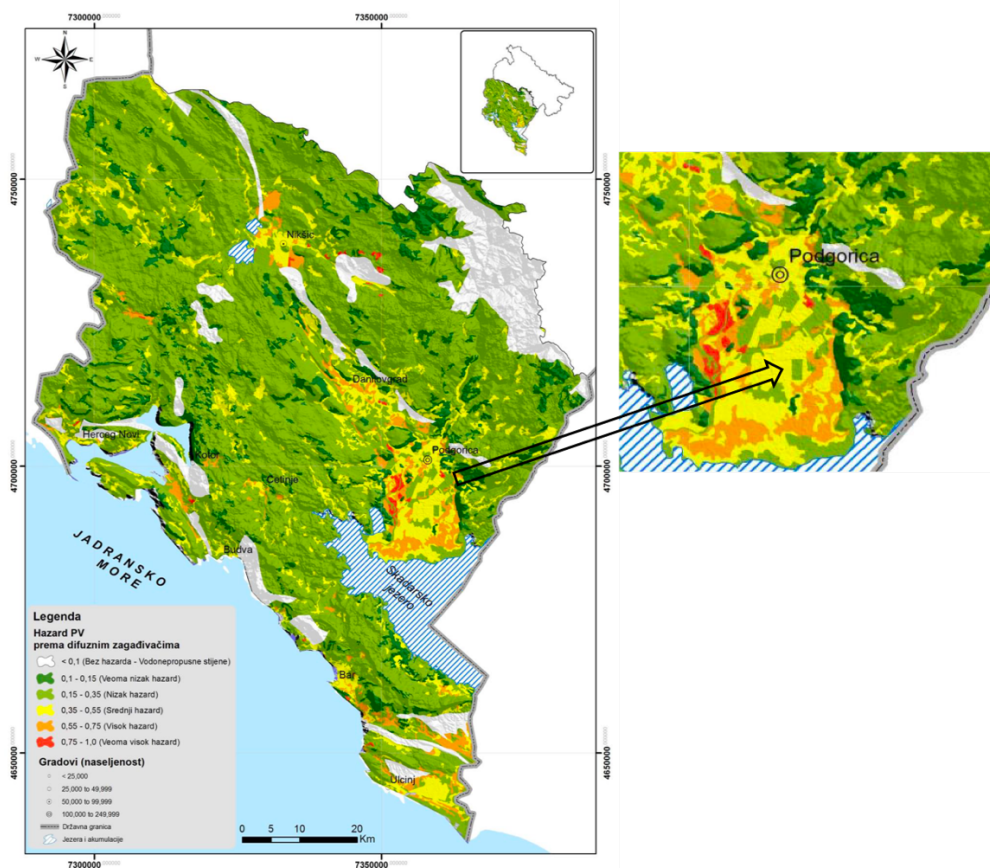 7300000
7350000
N
W
E
S
4750000
4750000
Nikšić
Danilovgrad
Herceg Novi
Kotor
Podgorica
4700000
4700000
Cetinje
Budva
JADRANSKO
MORE
Skadarsko
jezero
Bar
Ulcinj
4650000
4650000
Legenda
Hazard PV
prema difuznim zagađivačima
< 0,1 (Bez hazarda - Vodonepropusne stijene)
0,1 - 0,15 (Veoma nizak hazard)
0,15 - 0,35 (Nizak hazard)
0,35 - 0,55 (Srednji hazard)
0,55 - 0,75 (Visok hazard)
0,75 - 1,0 (Veoma visok hazard)
Gradovi (naseljenost)
< 25,000
25,000 to 49,999
50,000 to 99,999
100,000 to 249,999
Državna granica
Jezera i akumulacije
0 5 10 20
Km
7300000
7350000
Podgorica